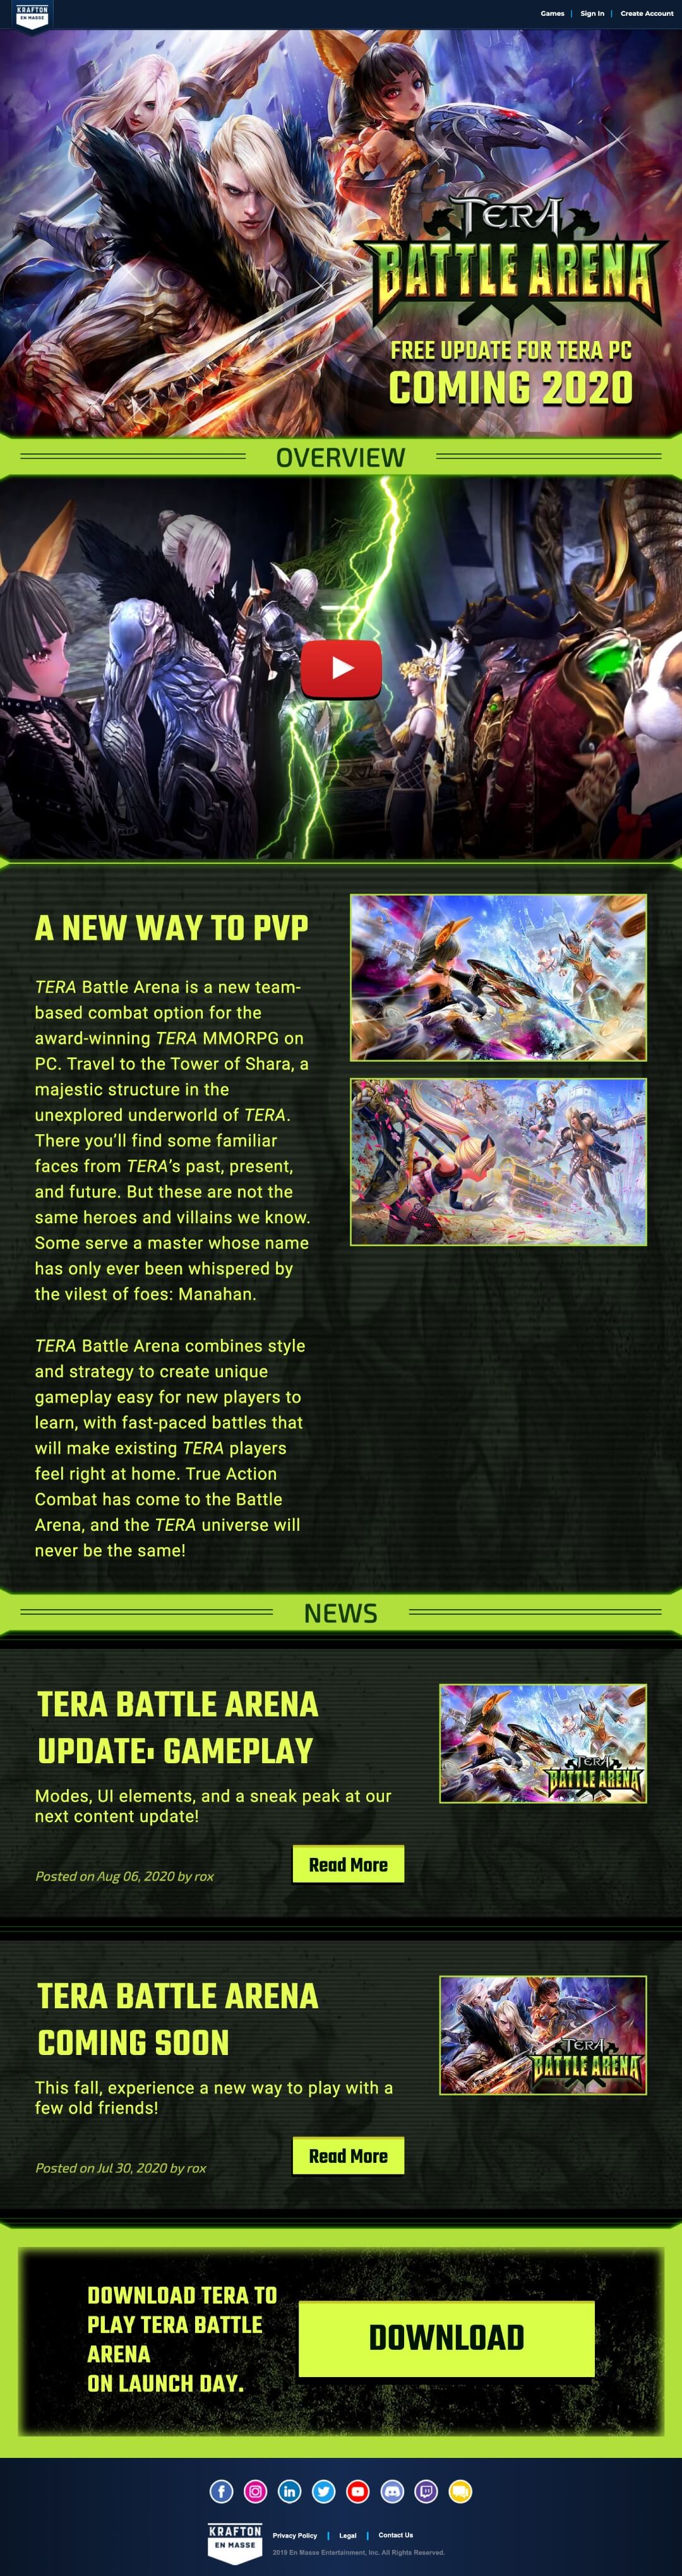 KRAFTON
EN MASSE
Games | Sign In | Create Account
TERA
BATTLE ARENA
FREE UPDATE FOR TERA PC
COMING 2020
OVERVIEW
A NEW WAY TO PVP
TERA Battle Arena is a new team-
based combat option for the
award-winning TERA MMORPG on
PC. Travel to the Tower of Shara, a
majestic structure in the
unexplored underworld of TERA.
There you’ll find some familiar
faces from TERA’s past, present,
and future. But these are not the
same heroes and villains we know.
Some serve a master whose name
has only ever been whispered by
the vilest of foes: Manahan.
TERA Battle Arena combines style
and strategy to create unique
gameplay easy for new players to
learn, with fast-paced battles that
will make existing TERA players
feel right at home. True Action
Combat has come to the Battle
Arena, and the TERA universe will
never be the same!
NEWS
TERA BATTLE ARENA
UPDATE: GAMEPLAY
Modes, UI elements, and a sneak peak at our
next content update!
Posted on Aug 06, 2020 by rox
Read More
TERA
BATTLE ARENA
TERA BATTLE ARENA
COMING SOON
This fall, experience a new way to play with a
few old friends!
Posted on Jul 30, 2020 by rox
Read More
TERA
BATTLE ARENA
DOWNLOAD TERA TO
PLAY TERA BATTLE
ARENA
ON LAUNCH DAY.
DOWNLOAD
KRAFTON
EN MASSE
Privacy Policy | Legal | Contact Us
2019 En Masse Entertainment, Inc. All Rights Reserved.